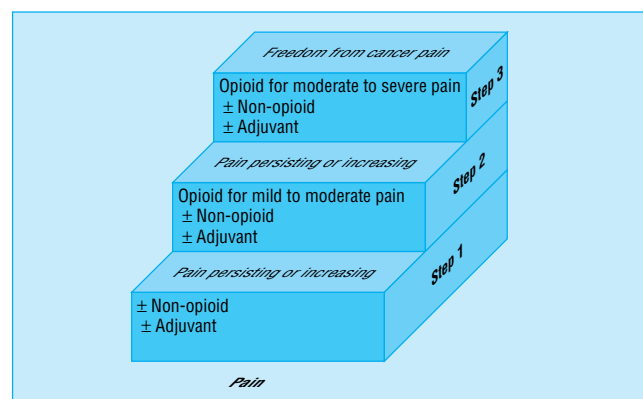 Freedom from cancer pain
Opioid for moderate to severe pain
± Non-opioid
± Adjuvant
Step 3
Pain persisting or increasing
Opioid for mild to moderate pain
± Non-opioid
± Adjuvant
Step 2
Pain persisting or increasing
± Non-opioid
± Adjuvant
Step 1
Pain